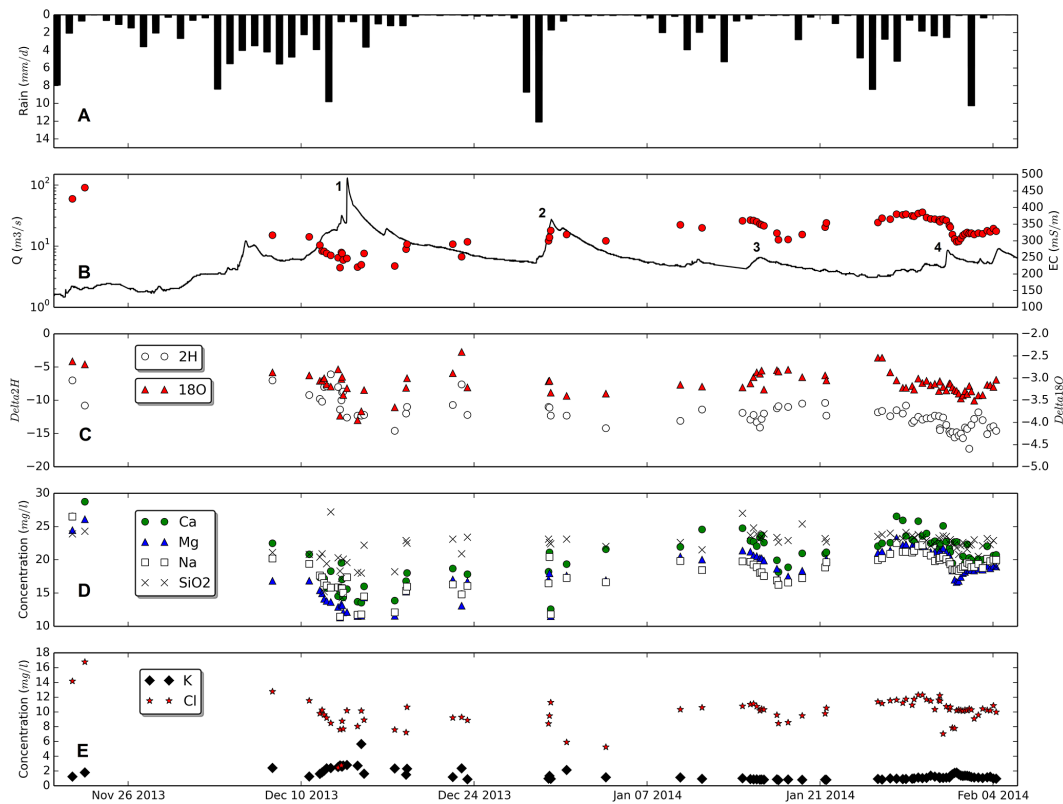 0
2
4
6
8
10
12
14
Rain (mm/d)
A
10²
10¹
10⁰
Q (m3/s)
1
2
3
4
B
500
450
400
350
300
250
200
150
100
EC (mS/m)
0
−5
−10
−15
−20
Delta2H
2H
18O
C
−2.0
−2.5
−3.0
−3.5
−4.0
−4.5
−5.0
Delta18O
30
25
20
15
10
Concentration (mg/l)
Ca
Mg
Na
SiO2
D
18
16
14
12
10
8
6
4
2
0
Concentration (mg/l)
K
Cl
E
Nov 26 2013 Dec 10 2013 Dec 24 2013 Jan 07 2014 Jan 21 2014 Feb 04 2014